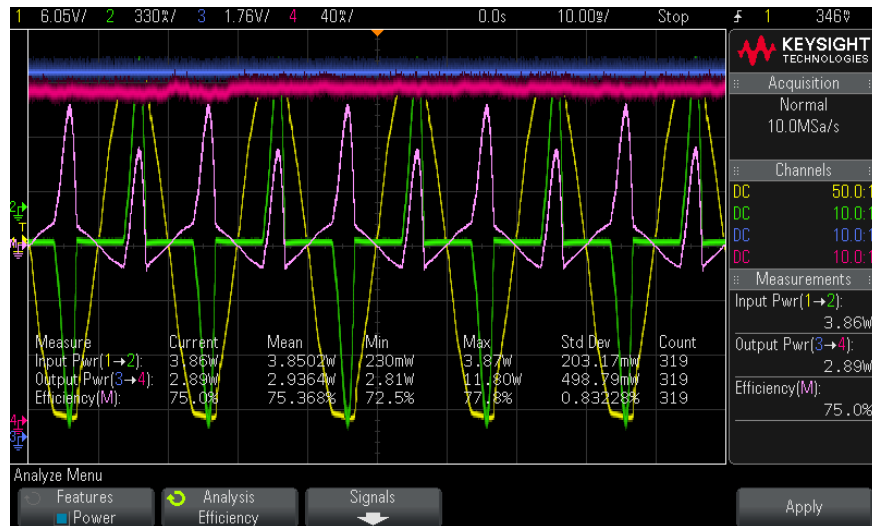 1 6.05V/ 2 330%/ 3 1.76V/ 4 40%/ 0.0s 10.00%/ Stop 1 346V
KEYSIGHT
TECHNOLOGIES
Acquisition
Normal
10.0MSa/s
Channels
DC 50.0:1
DC 10.0:1
DC 10.0:1
DC 10.0:1
Measurements
Input Pwr(1→2):
3.86W
Output Pwr(3→4):
2.89W
Efficiency(M):
75.0%
Measure Current Mean Min Max Std Dev Count
Input Pwr(1→2): 3.86W 3.8502W 230mW 3.87W 203.17mW 319
Output Pwr(3→4): 2.89W 2.9364W 2.81W 11.80W 498.79mW 319
Efficiency(M): 75.0% 75.368% 72.5% 77.8% 0.83228% 319
Analyze Menu
Features
Power
Analysis
Efficiency
Signals
Apply